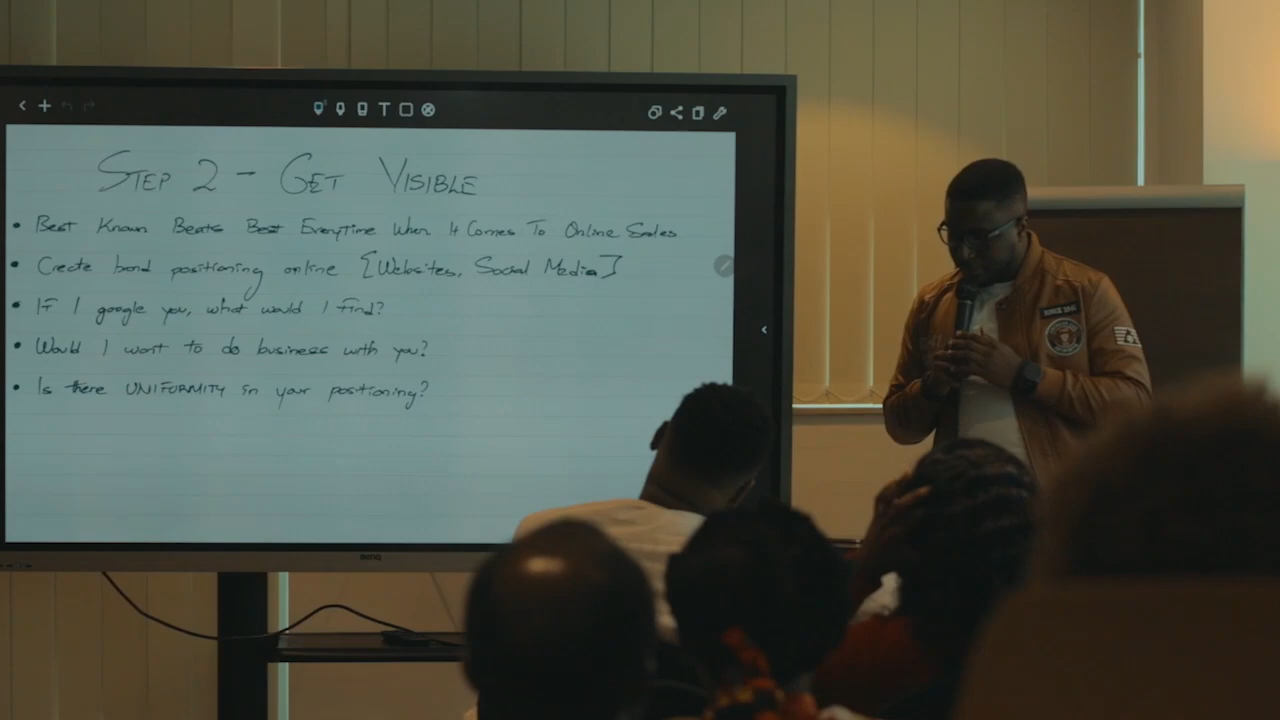 STEP 2 - GET VISIBLE
• Best Known Beats Best Everytime When It Comes To Online Sales
• Create bond positioning online [Websites, Social Media]
• If I google you, what would I find?
• Would I want to do business with you?
• Is there UNIFORMITY in your positioning?
BenQ